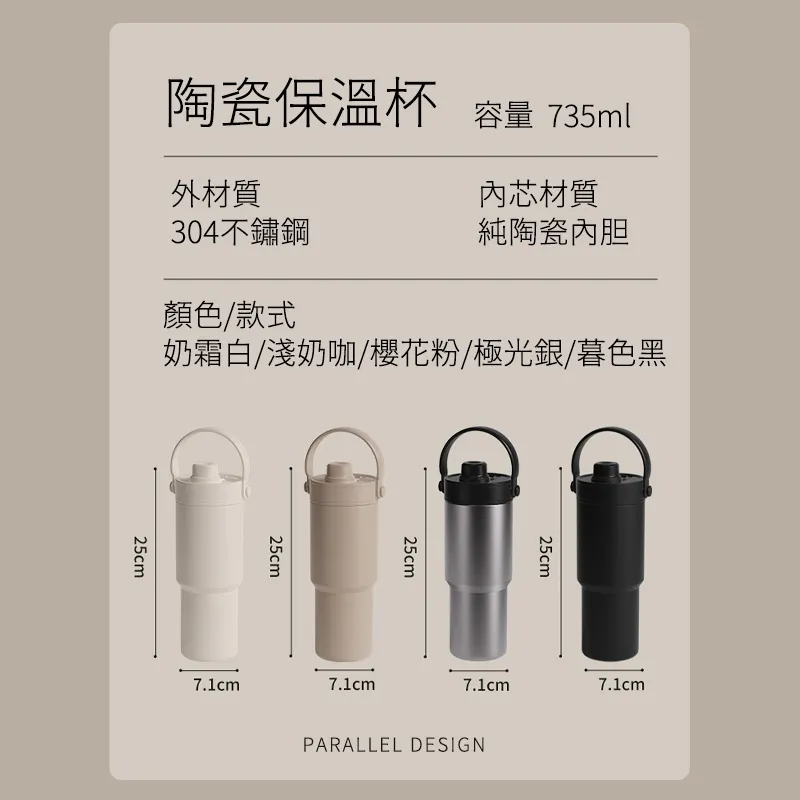 陶瓷保溫杯 容量 735ml
外材質 內芯材質
304不鏽鋼 純陶瓷內胆
顏色/款式
奶霜白/淺奶咖/櫻花粉/極光銀/暮色黑
25cm 25cm 25cm 25cm
7.1cm 7.1cm 7.1cm 7.1cm
PARALLEL DESIGN